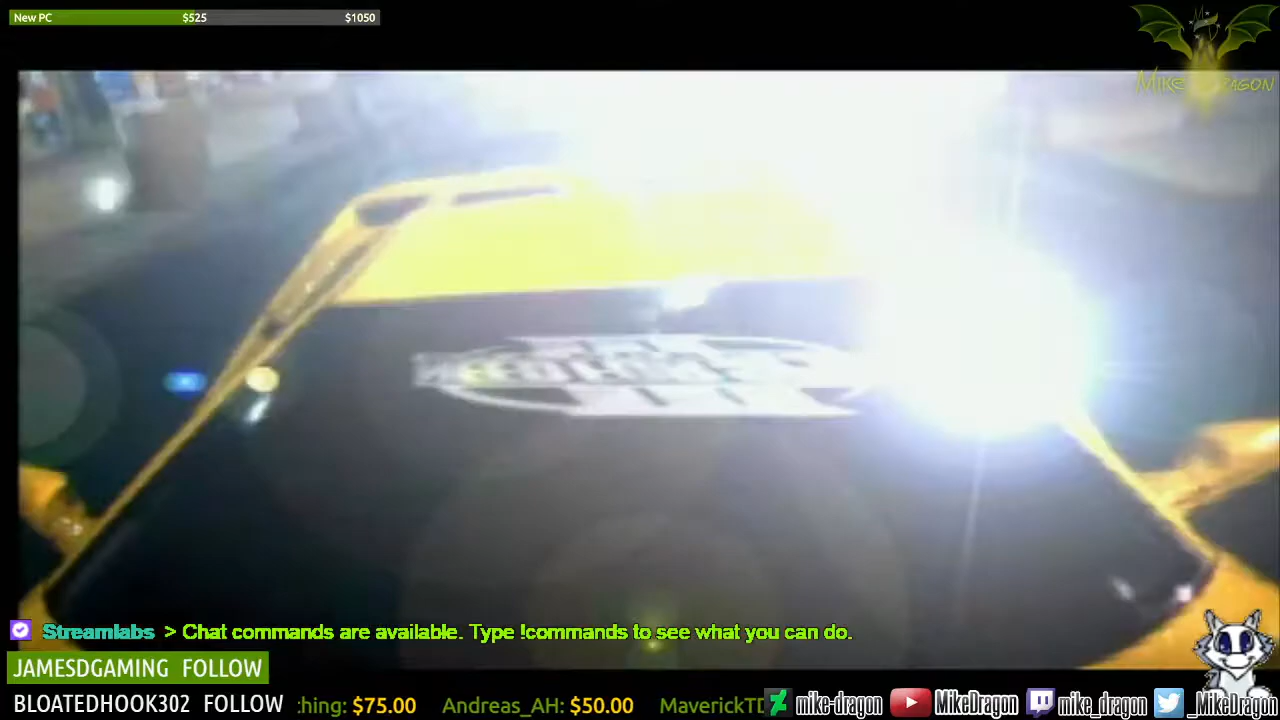 New PC $525 $1050
MIKE DRAGON
Streamlabs > Chat commands are available. Type !commands to see what you can do.
JAMESDGAMING FOLLOW
BLOATEDHOOK302 FOLLOW :hing: $75.00 Andreas_AH: $50.00 MaverickTD mike-dragon MikeDragon mike_dragon _MikeDragon